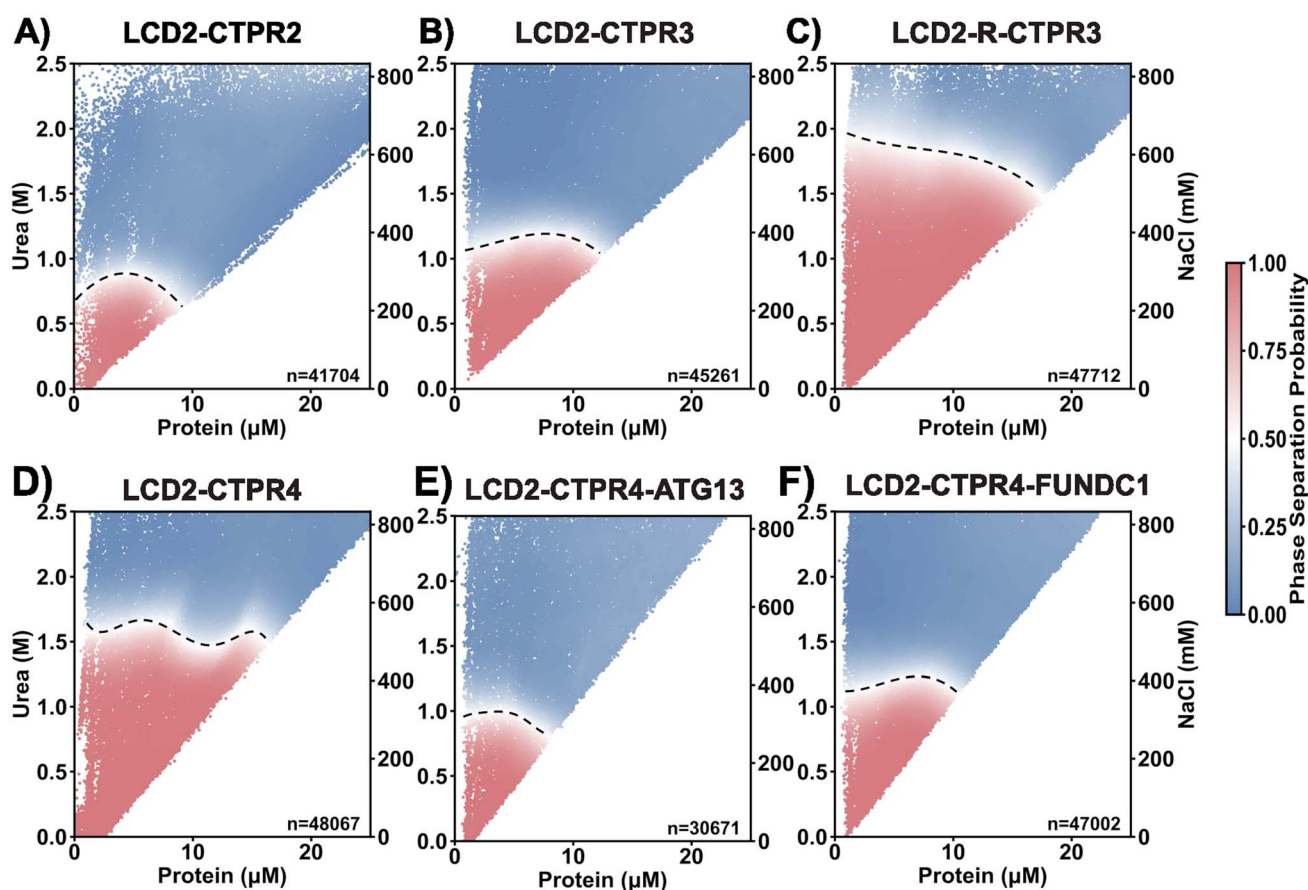 A) LCD2-CTPR2
B) LCD2-CTPR3
C) LCD2-R-CTPR3
Urea (M)
2.5
2.0
1.5
1.0
0.5
0.0
0 10 20
Protein (µM)
800
600
400
200
0
n=41704
2.5
2.0
1.5
1.0
0.5
0.0
0 10 20
Protein (µM)
800
600
400
200
0
n=45261
2.5
2.0
1.5
1.0
0.5
0.0
0 10 20
Protein (µM)
800
600
400
200
0
NaCl (mM)
n=47712
D) LCD2-CTPR4
E) LCD2-CTPR4-ATG13
F) LCD2-CTPR4-FUNDC1
Urea (M)
2.5
2.0
1.5
1.0
0.5
0.0
0 10 20
Protein (µM)
800
600
400
200
0
n=48067
2.5
2.0
1.5
1.0
0.5
0.0
0 10 20
Protein (µM)
800
600
400
200
0
n=30671
2.5
2.0
1.5
1.0
0.5
0.0
0 10 20
Protein (µM)
800
600
400
200
0
NaCl (mM)
n=47002
1.00
0.75
0.50
0.25
0.00
Phase Separation Probability